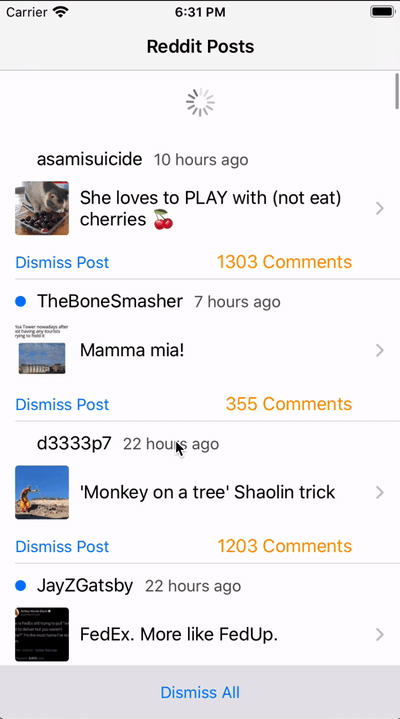 Carrier 6:31 PM
Reddit Posts
asamisuicide 10 hours ago
She loves to PLAY with (not eat)
cherries 🍒
Dismiss Post 1303 Comments
TheBoneSmasher 7 hours ago
Mamma mia!
Dismiss Post 355 Comments
d3333p7 22 hours ago
'Monkey on a tree' Shaolin trick
Dismiss Post 1203 Comments
JayZGatsby 22 hours ago
FedEx. More like FedUp.
Dismiss All